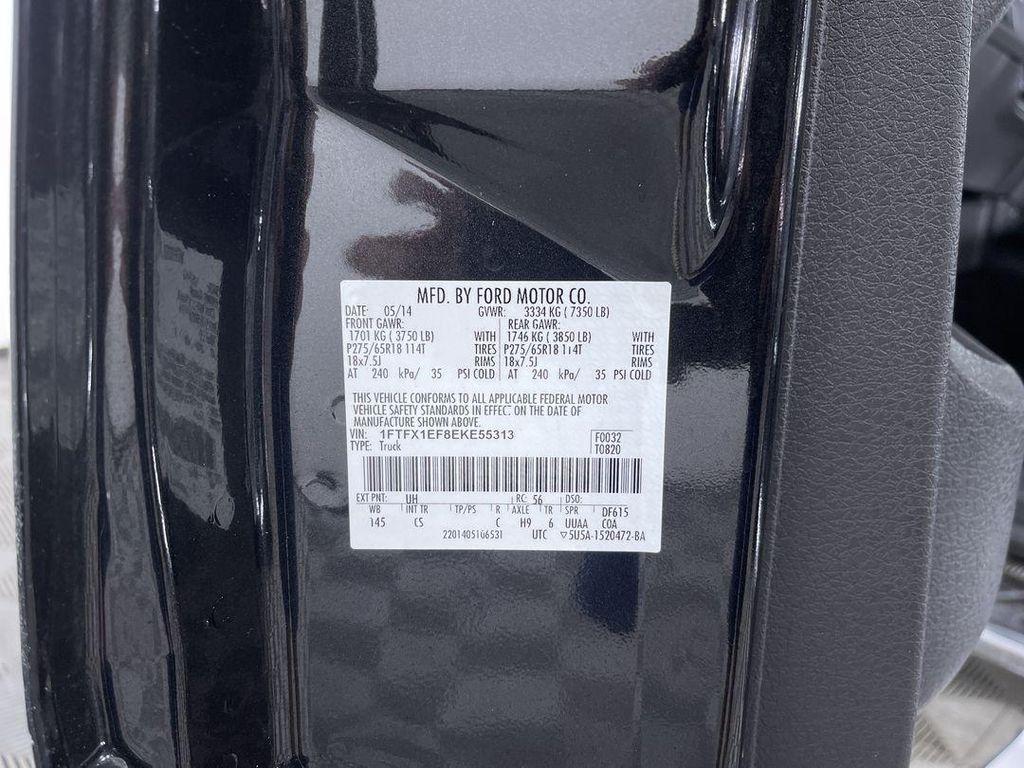 MFD. BY FORD MOTOR CO.
DATE: 05/14 GVWR: 3334 KG ( 7350 LB)
FRONT GAWR: REAR GAWR:
1701 KG ( 3750 LB) WITH 1746 KG ( 3850 LB) WITH
P275/65R18 114T TIRES P275/65R18 114T TIRES
18x7.5J RIMS 18x7.5J RIMS
AT 240 kPa/ 35 PSI COLD AT 240 kPa/ 35 PSI COLD
THIS VEHICLE CONFORMS TO ALL APPLICABLE FEDERAL MOTOR
VEHICLE SAFETY STANDARDS IN EFFECT ON THE DATE OF
MANUFACTURE SHOWN ABOVE.
VIN: 1FTFX1EF8EKE55313 F0032
TYPE: Truck T0820
EXT PNT: UH RC: 56 DSO:
WB INT TR TP/PS R AXLE TR SPR DF615
145 CS C H9 6 UUAA COA
2201405106531 UTC ▽5U5A-1520472-BA